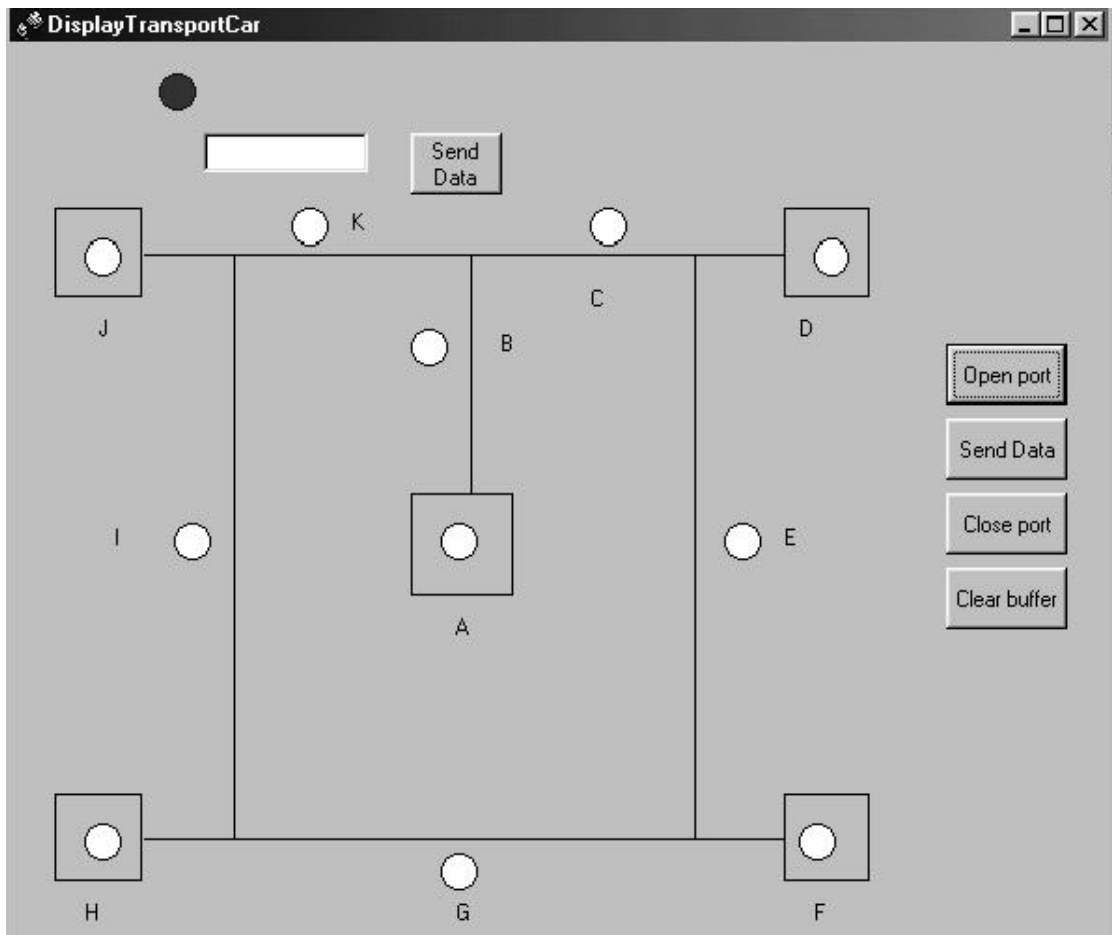 DisplayTransportCar
Send
Data
K
C
J
D
B
Open port
Send Data
I
E
Close port
Clear buffer
A
H
G
F